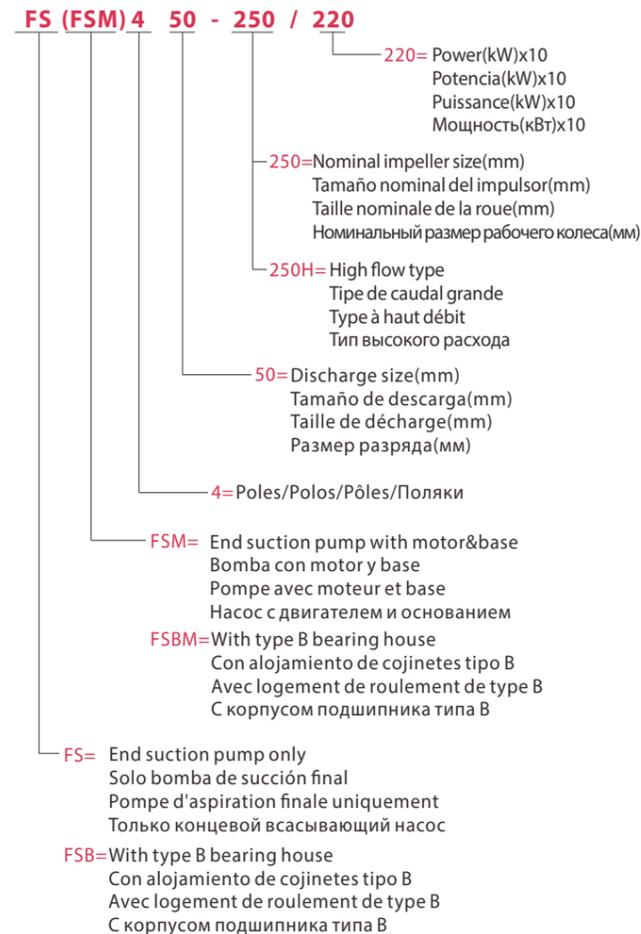 FS (FSM) 4 50 - 250 / 220
220= Power(kW)x10
Potencia(kW)x10
Puissance(kW)x10
Мощность(кВт)x10
250=Nominal impeller size(mm)
Tamaño nominal del impulsor(mm)
Taille nominale de la roue(mm)
Номинальный размер рабочего колеса(мм)
250H= High flow type
Tipe de caudal grande
Type à haut débit
Тип высокого расхода
50=Discharge size(mm)
Tamaño de descarga(mm)
Taille de décharge(mm)
Размер разряда(мм)
4=Poles/Polos/Pôles/Поляки
FSM= End suction pump with motor&base
Bomba con motor y base
Pompe avec moteur et base
Насос с двигателем и основанием
FSBM=With type B bearing house
Con alojamiento de cojinetes tipo B
Avec logement de roulement de type B
С корпусом подшипника типа B
FS= End suction pump only
Solo bomba de succión final
Pompe d'aspiration finale uniquement
Только концевой всасывающий насос
FSB=With type B bearing house
Con alojamiento de cojinetes tipo B
Avec logement de roulement de type B
С корпусом подшипника типа B